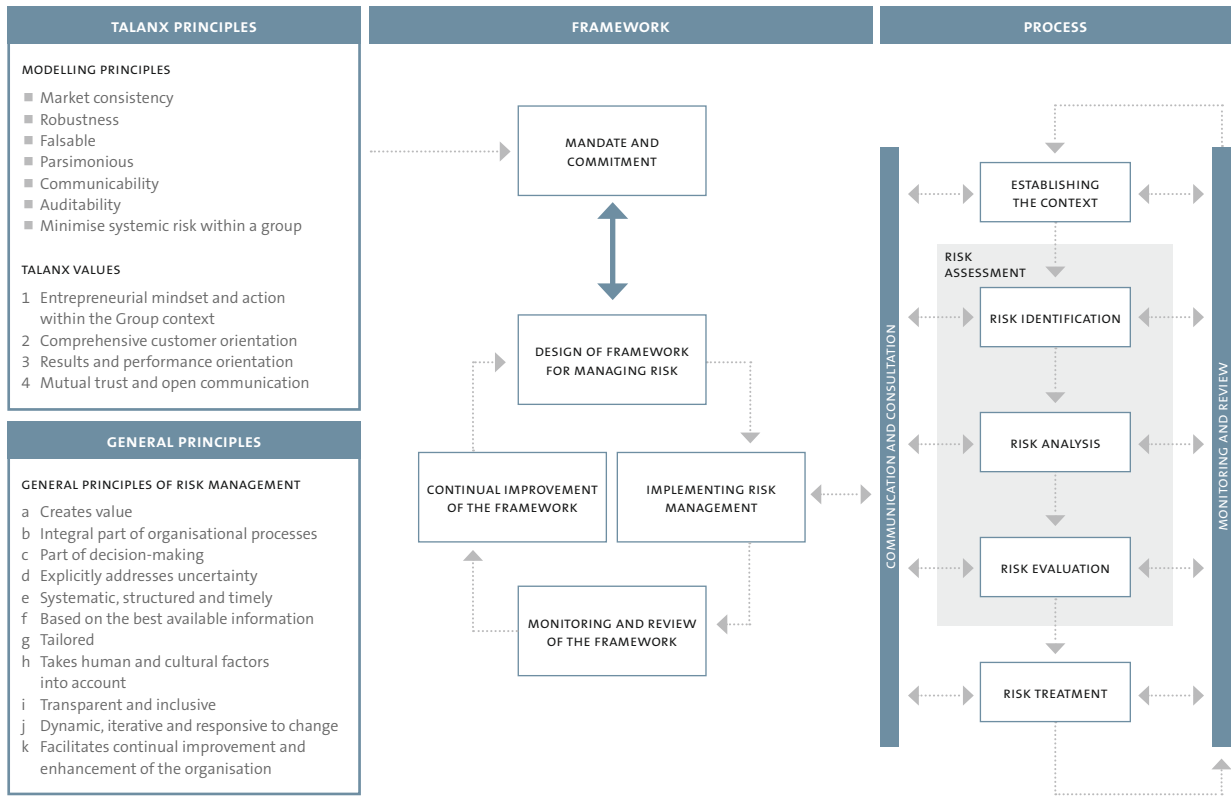 TALANX PRINCIPLES
MODELLING PRINCIPLES
Market consistency
Robustness
Falsable
Parsimonious
Communicability
Auditability
Minimise systemic risk within a group
TALANX VALUES
1 Entrepreneurial mindset and action
within the Group context
2 Comprehensive customer orientation
3 Results and performance orientation
4 Mutual trust and open communication
GENERAL PRINCIPLES
GENERAL PRINCIPLES OF RISK MANAGEMENT
a Creates value
b Integral part of organisational processes
c Part of decision-making
d Explicitly addresses uncertainty
e Systematic, structured and timely
f Based on the best available information
g Tailored
h Takes human and cultural factors
into account
i Transparent and inclusive
j Dynamic, iterative and responsive to change
k Facilitates continual improvement and
enhancement of the organisation
FRAMEWORK
MANDATE AND
COMMITMENT
DESIGN OF FRAMEWORK
FOR MANAGING RISK
CONTINUAL IMPROVEMENT
OF THE FRAMEWORK
IMPLEMENTING RISK
MANAGEMENT
MONITORING AND REVIEW
OF THE FRAMEWORK
PROCESS
COMMUNICATION AND CONSULTATION
ESTABLISHING
THE CONTEXT
RISK
ASSESSMENT
RISK IDENTIFICATION
RISK ANALYSIS
RISK EVALUATION
RISK TREATMENT
MONITORING AND REVIEW